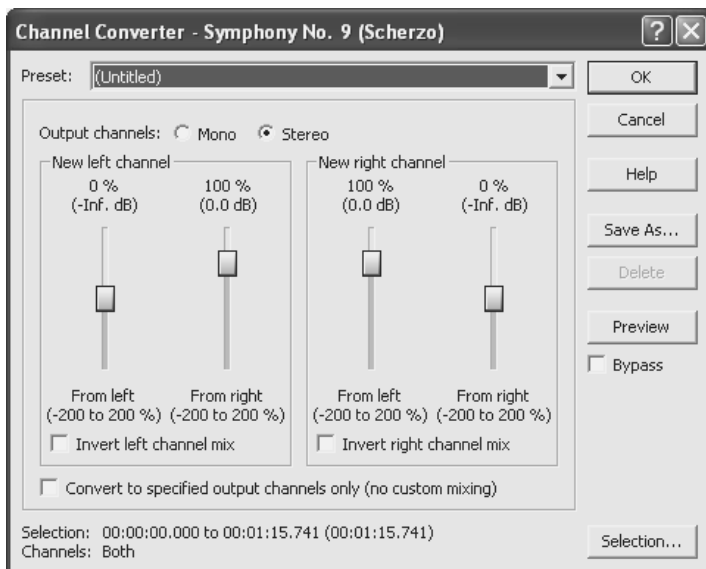 Channel Converter - Symphony No. 9 (Scherzo)
Preset: (Untitled)
OK
Cancel
Help
Save As...
Delete
Preview
Bypass
Output channels: Mono Stereo
New left channel
0 % 100 %
(-Inf. dB) (0.0 dB)
From left From right
(-200 to 200 %) (-200 to 200 %)
Invert left channel mix
New right channel
100 % 0 %
(0.0 dB) (-Inf. dB)
From left From right
(-200 to 200 %) (-200 to 200 %)
Invert right channel mix
Convert to specified output channels only (no custom mixing)
Selection: 00:00:00.000 to 00:01:15.741 (00:01:15.741)
Channels: Both
Selection...